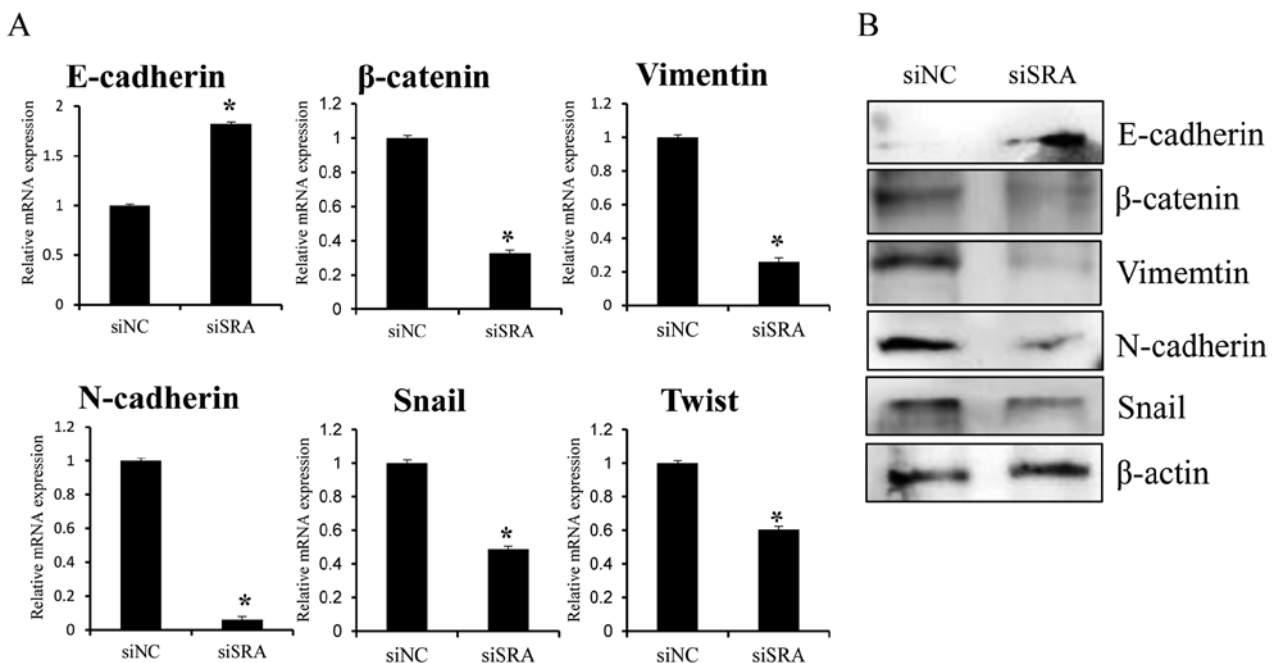 A
E-cadherin
Relative mRNA expression
2
1.5
1
0.5
0
*
siNC siSRA
β-catenin
Relative mRNA expression
1.2
1
0.8
0.6
0.4
0.2
0
*
siNC siSRA
Vimentin
Relative mRNA expression
1.2
1
0.8
0.6
0.4
0.2
0
*
siNC siSRA
N-cadherin
Relative mRNA expression
1.2
1
0.8
0.6
0.4
0.2
0
*
siNC siSRA
Snail
Relative mRNA expression
1.2
1
0.8
0.6
0.4
0.2
0
*
siNC siSRA
Twist
Relative mRNA expression
1.2
1
0.8
0.6
0.4
0.2
0
*
siNC siSRA
B
siNC siSRA
E-cadherin
β-catenin
Vimemtin
N-cadherin
Snail
β-actin